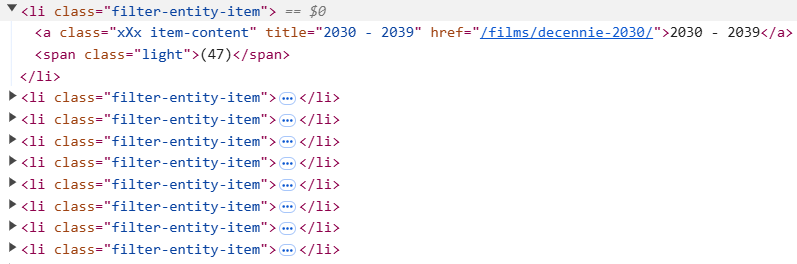 <li class="filter-entity-item"> == $0
<a class="xXx item-content" title="2030 - 2039" href="/films/decennie-2030/">2030 - 2039</a>
<span class="light">(47)</span>
</li>
<li class="filter-entity-item">…</li>
<li class="filter-entity-item">…</li>
<li class="filter-entity-item">…</li>
<li class="filter-entity-item">…</li>
<li class="filter-entity-item">…</li>
<li class="filter-entity-item">…</li>
<li class="filter-entity-item">…</li>
<li class="filter-entity-item">…</li>